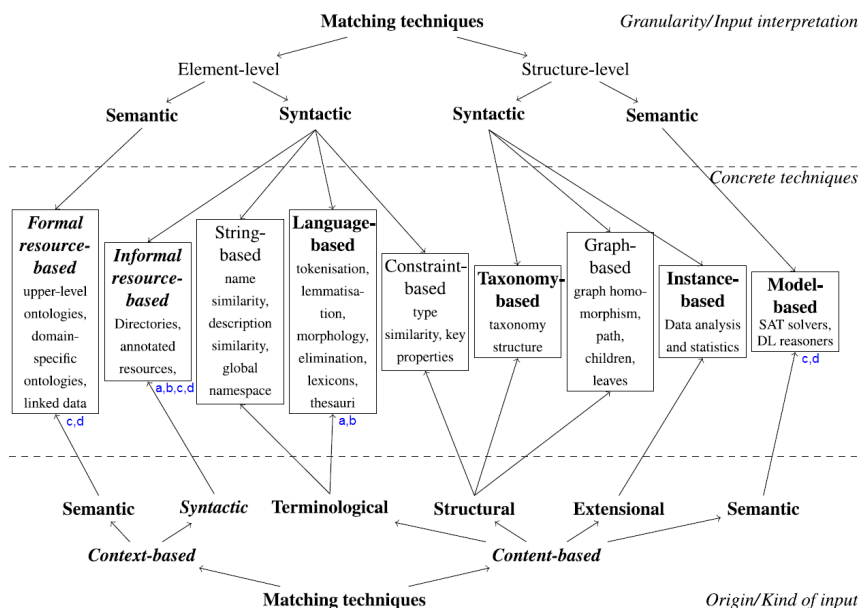 Matching techniques
Granularity/Input interpretation
Element-level
Structure-level
Semantic
Syntactic
Syntactic
Semantic
Concrete techniques
Formal
resource-
based
upper-level
ontologies,
domain-
specific
ontologies,
linked data
c,d
Informal
resource-
based
Directories,
annotated
resources,
a,b,c,d
String-
based
name
similarity,
description
similarity,
global
namespace
Language-
based
tokenisation,
lemmatisa-
tion,
morphology,
elimination,
lexicons,
thesauri
a,b
Constraint-
based
type
similarity, key
properties
Taxonomy-
based
taxonomy
structure
Graph-
based
graph homo-
morphism,
path,
children,
leaves
Instance-
based
Data analysis
and statistics
Model-
based
SAT solvers,
DL reasoners
c,d
Semantic
Syntactic
Terminological
Structural
Extensional
Semantic
Context-based
Content-based
Matching techniques
Origin/Kind of input